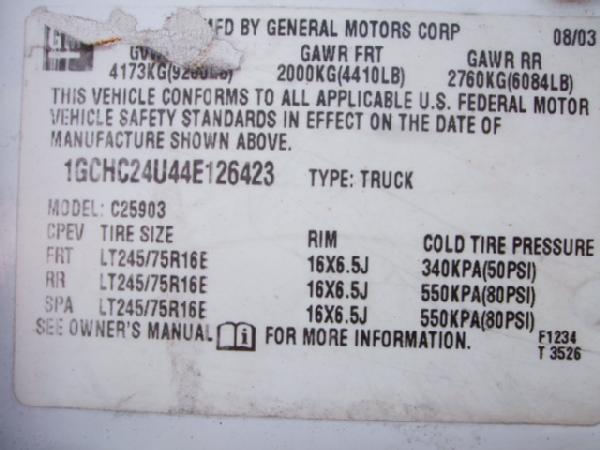 MFD BY GENERAL MOTORS CORP 08/03
GAWR FRT GAWR RR
2000KG(4410LB) 2760KG(6084LB)
THIS VEHICLE CONFORMS TO ALL APPLICABLE U.S. FEDERAL MOTOR
VEHICLE SAFETY STANDARDS IN EFFECT ON THE DATE OF
MANUFACTURE SHOWN ABOVE.
1GCHC24U44E126423 TYPE: TRUCK
MODEL: C25903
CPEV TIRE SIZE RIM COLD TIRE PRESSURE
FRT LT245/75R16E 16X6.5J 340KPA(50PSI)
RR LT245/75R16E 16X6.5J 550KPA(80PSI)
SPA LT245/75R16E 16X6.5J 550KPA(80PSI)
SEE OWNER'S MANUAL i FOR MORE INFORMATION.
F1234
T 3526